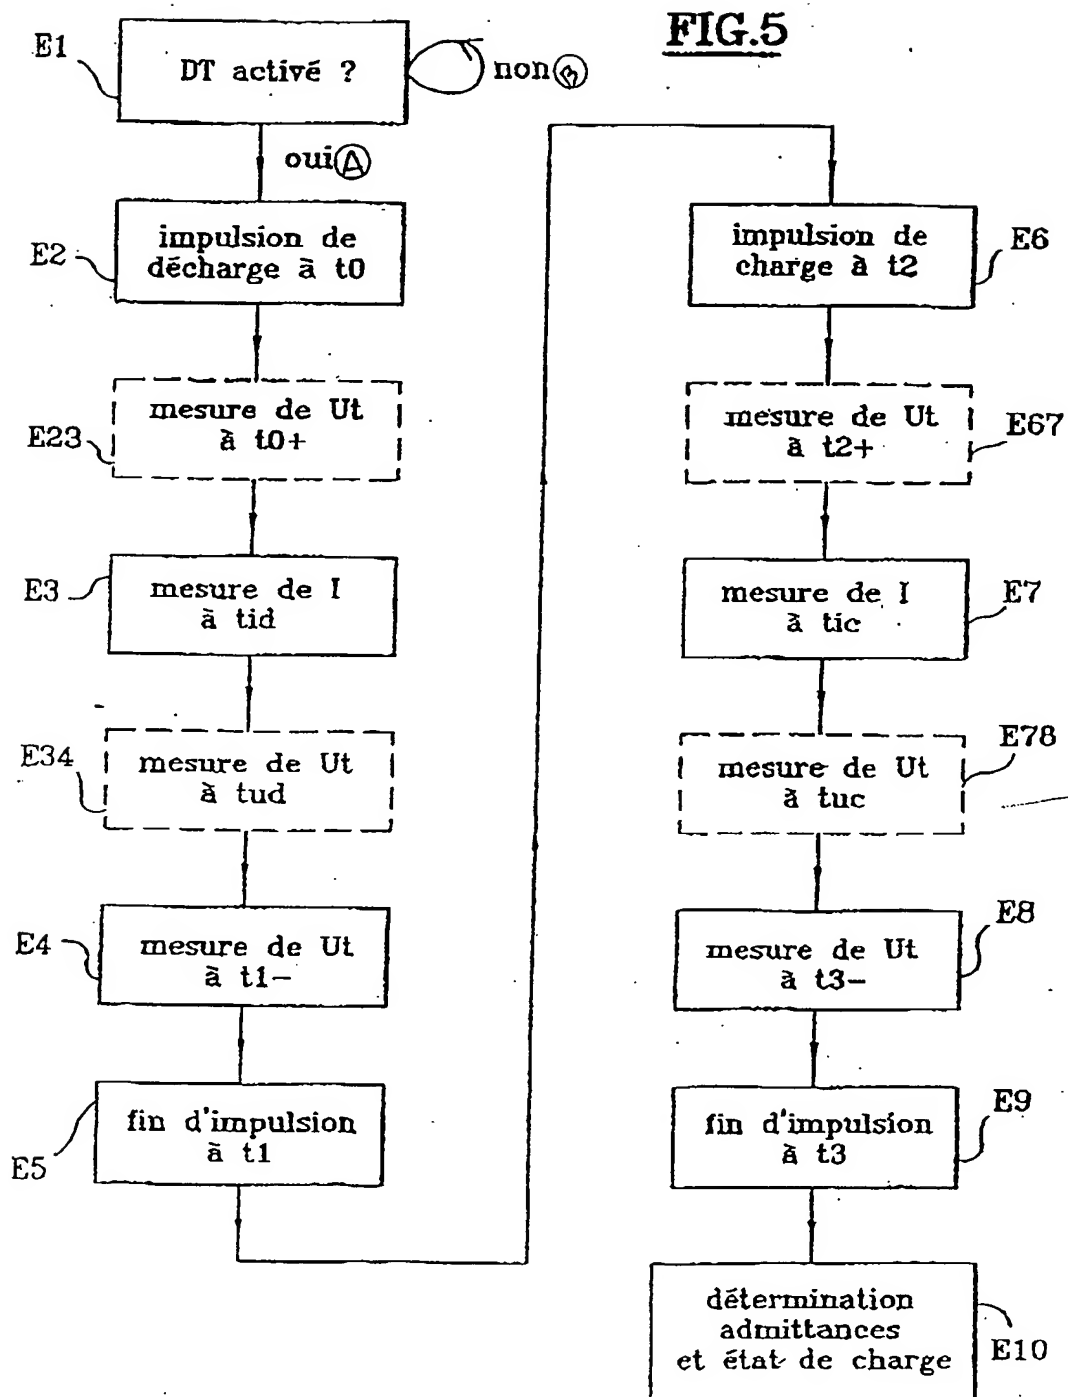 FIG.5
E1
DT activé ?
non Ⓑ
oui Ⓐ
E2
impulsion de
décharge à t0
E23
mesure de Ut
à t0+
E3
mesure de I
à tid
E34
mesure de Ut
à tud
E4
mesure de Ut
à t1-
E5
fin d'impulsion
à t1
impulsion de
charge à t2
E6
mesure de Ut
à t2+
E67
mesure de I
à tic
E7
mesure de Ut
à tuc
E78
mesure de Ut
à t3-
E8
fin d'impulsion
à t3
E9
détermination
admittances
et état de charge
E10